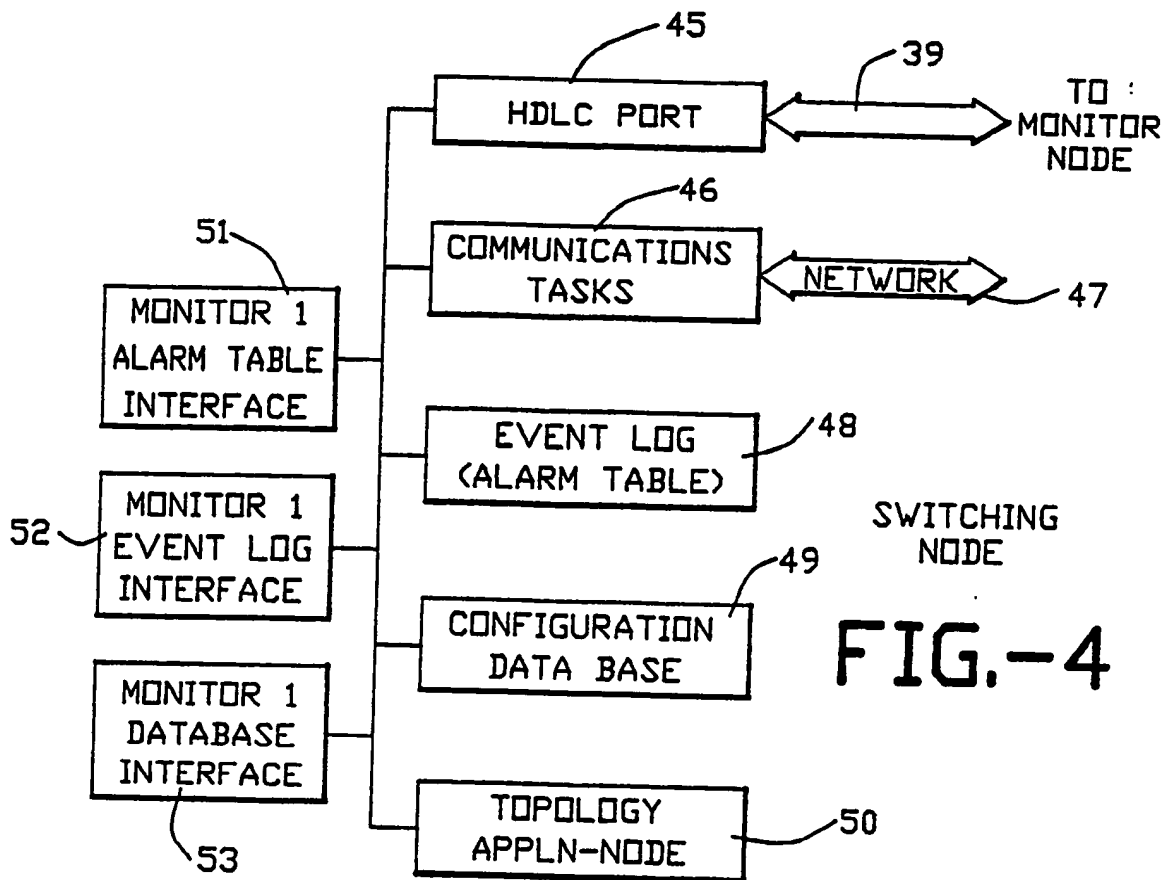 45
39
HDLC PORT
TO
MONITOR
NODE
46
COMMUNICATIONS
TASKS
NETWORK
47
51
MONITOR 1
ALARM TABLE
INTERFACE
EVENT LOG
(ALARM TABLE)
48
52
MONITOR 1
EVENT LOG
INTERFACE
SWITCHING
NODE
49
CONFIGURATION
DATA BASE
FIG.-4
MONITOR 1
DATABASE
INTERFACE
53
TOPOLOGY
APPLN-NODE
50